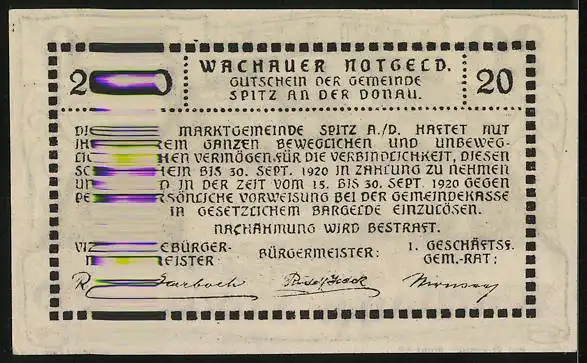 WACHAUER NOTGELD.
GUTSCHEIN DER GEMEINDE
SPITZ AN DER DONAU.
20
MARKTGEMEINDE SPITZ A./D. HAFTET MIT
GANZEN BEWEGLICHEN UND UNBEWEG-
VERMÖGEN FÜR DIE VERBINDLICHKEIT, DIESEN
BIS 30. SEPT. 1920 IN ZAHLUNG ZU NEHMEN
IN DER ZEIT VOM 15. BIS 30. SEPT. 1920 GEGEN
VORWEISUNG BEI DER GEMEINDEKASSE
IN GESETZLICHEM BARGELDE EINZULÖSEN.
NACHAHMUNG WIRD BESTRAFT.
BÜRGERMEISTER:
1. GESCHÄFTSF.
GEM.-RAT: